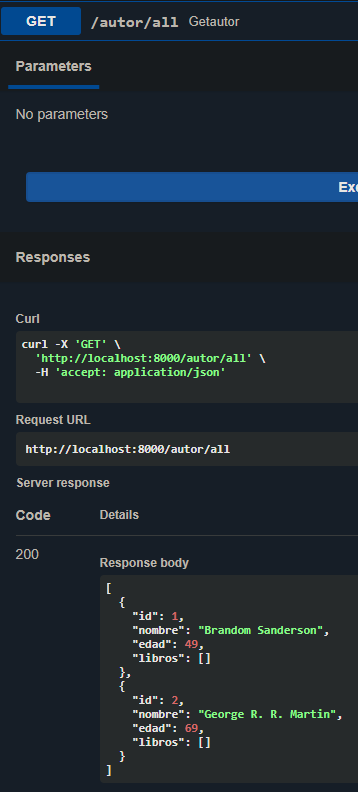 GET /autor/all Getautor
Parameters
No parameters
Responses
Curl
curl -X 'GET' \
  'http://localhost:8000/autor/all' \
  -H 'accept: application/json'
Request URL
http://localhost:8000/autor/all
Server response
Code Details
200
Response body
[
  {
    "id": 1,
    "nombre": "Brandom Sanderson",
    "edad": 49,
    "libros": []
  },
  {
    "id": 2,
    "nombre": "George R. R. Martin",
    "edad": 69,
    "libros": []
  }
]